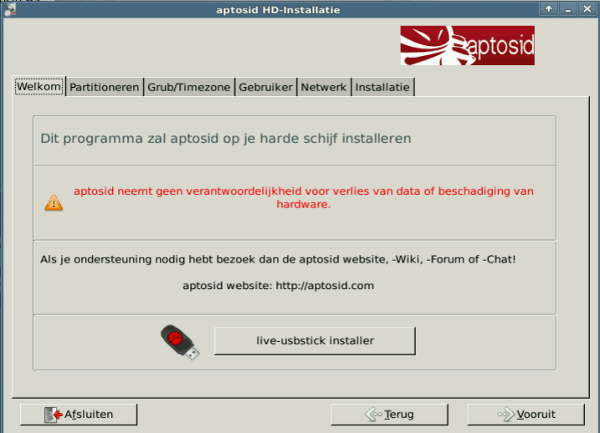 aptosid HD-Installatie
aptosid
Welkom Partitioneren Grub/Timezone Gebruiker Netwerk Installatie
Dit programma zal aptosid op je harde schijf installeren
aptosid neemt geen verantwoordelijkheid voor verlies van data of beschadiging van
hardware.
Als je ondersteuning nodig hebt bezoek dan de aptosid website, -Wiki, -Forum of -Chat!
aptosid website: http://aptosid.com
live-usbstick installer
Afsluiten Terug Vooruit